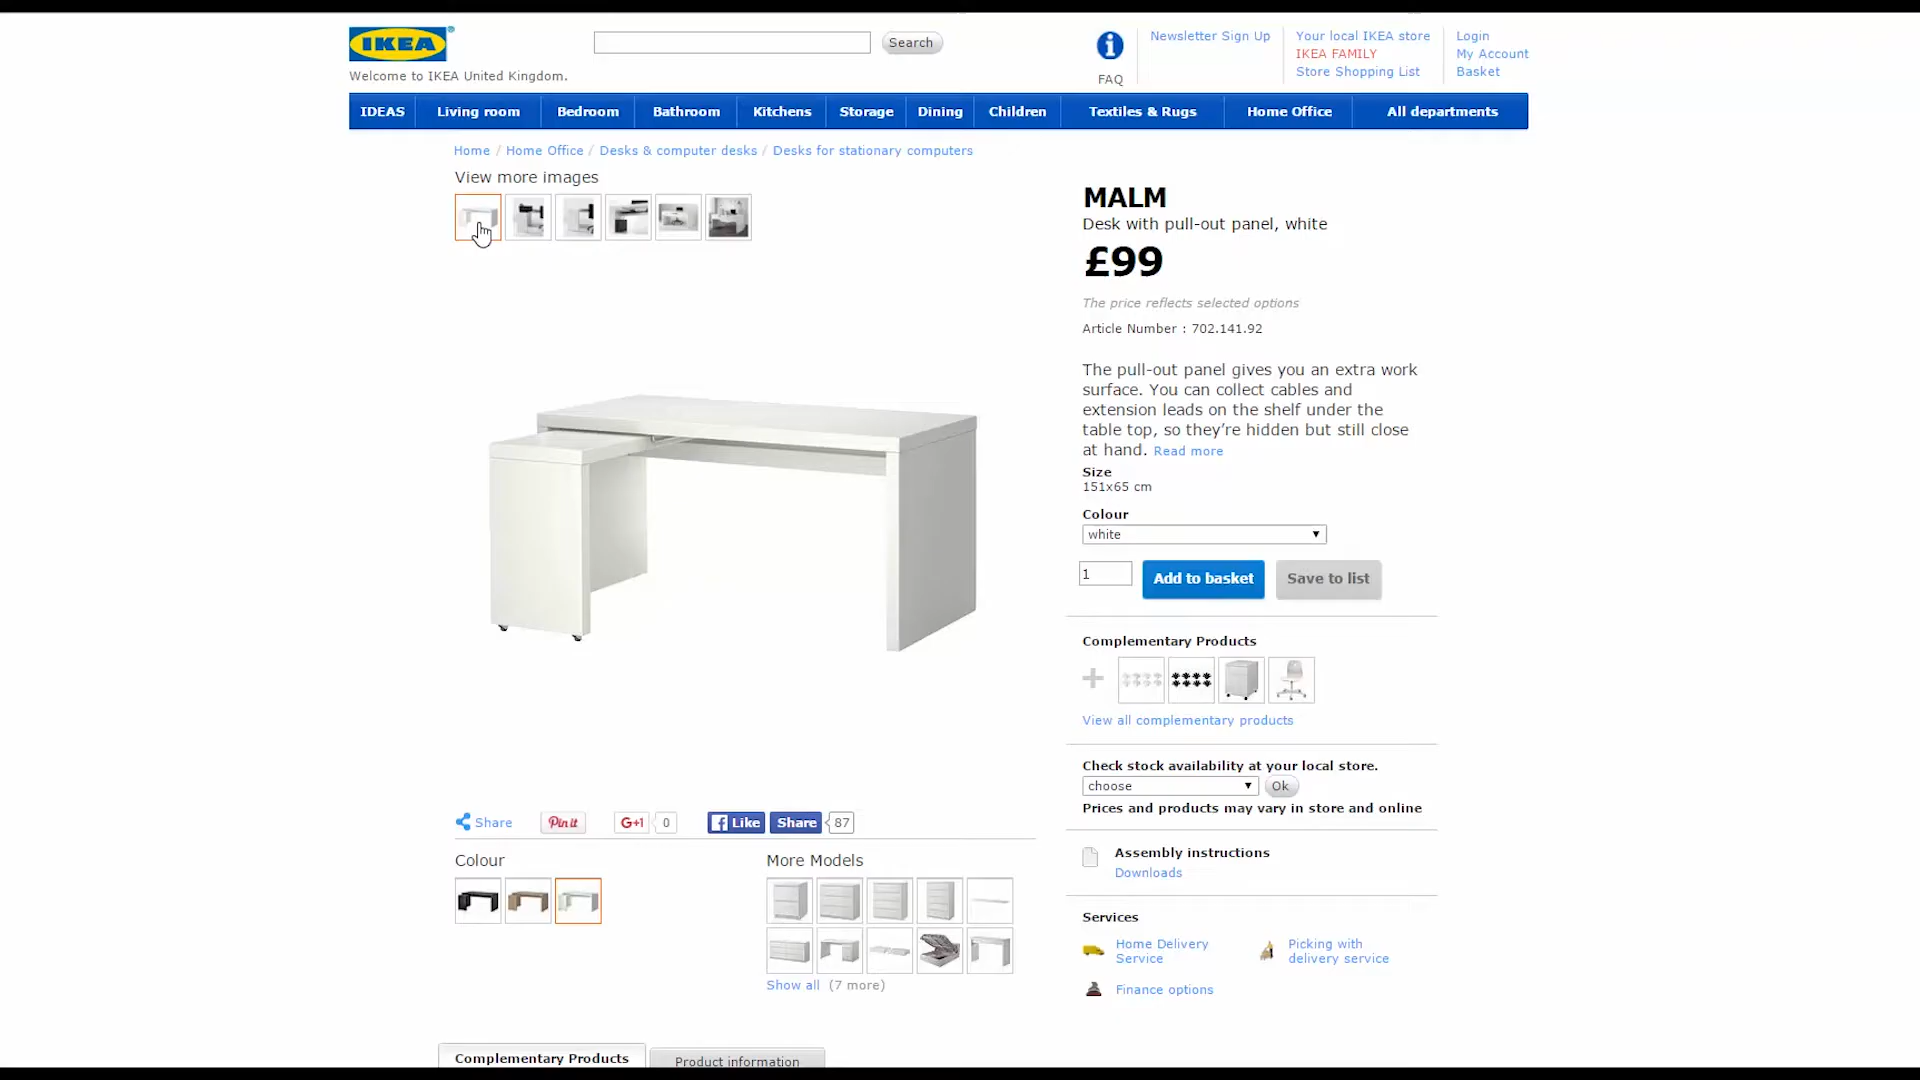 IKEA
Search
Welcome to IKEA United Kingdom.
FAQ
Newsletter Sign Up
Your local IKEA store
IKEA FAMILY
Store Shopping List
Login
My Account
Basket
IDEAS Living room Bedroom Bathroom Kitchens Storage Dining Children Textiles & Rugs Home Office All departments
Home / Home Office / Desks & computer desks / Desks for stationary computers
View more images
MALM
Desk with pull-out panel, white
£99
The price reflects selected options
Article Number : 702.141.92
The pull-out panel gives you an extra work
surface. You can collect cables and
extension leads on the shelf under the
table top, so they’re hidden but still close
at hand. Read more
Size
151x65 cm
Colour
white
1 Add to basket Save to list
Complementary Products
View all complementary products
Check stock availability at your local store.
choose Ok
Prices and products may vary in store and online
Assembly instructions
Downloads
Services
Home Delivery
Service
Picking with
delivery service
Finance options
Share Pin it G+1 0 Like Share 87
Colour
More Models
Show all (7 more)
Complementary Products Product information